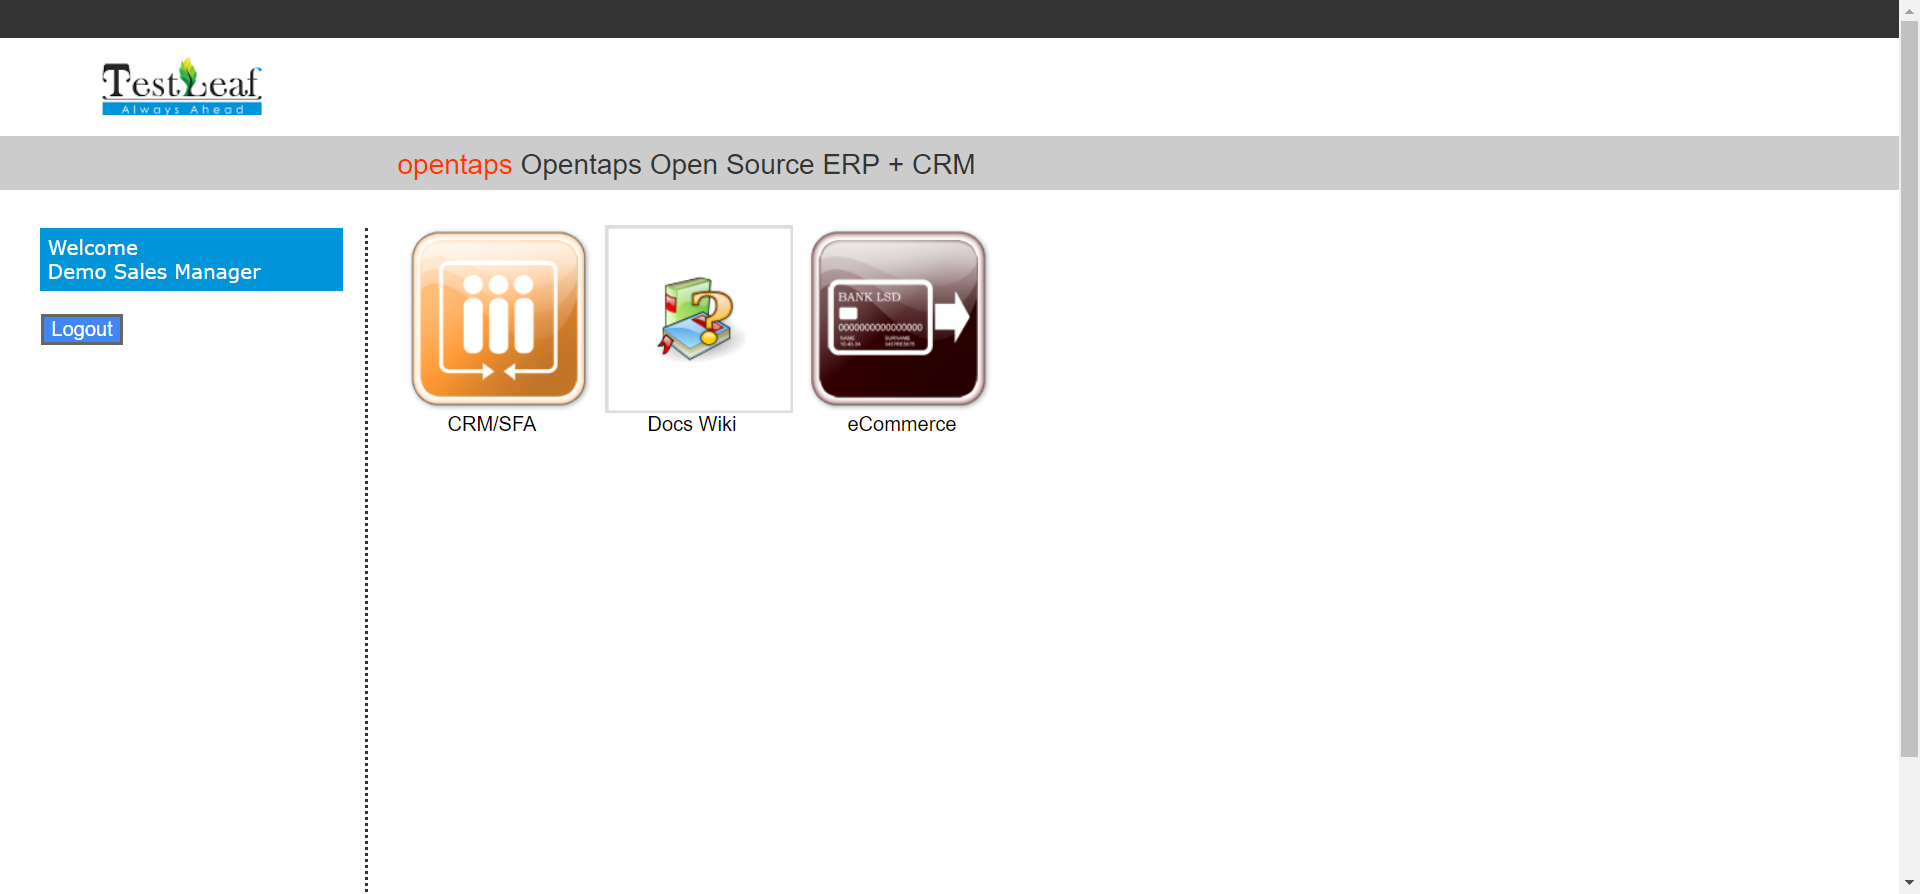 TestLeaf
Always Ahead
opentaps Opentaps Open Source ERP + CRM
Welcome
Demo Sales Manager
Logout
BANK LSD
0000000000000000
NAME SURNAME
CRM/SFA
Docs Wiki
eCommerce